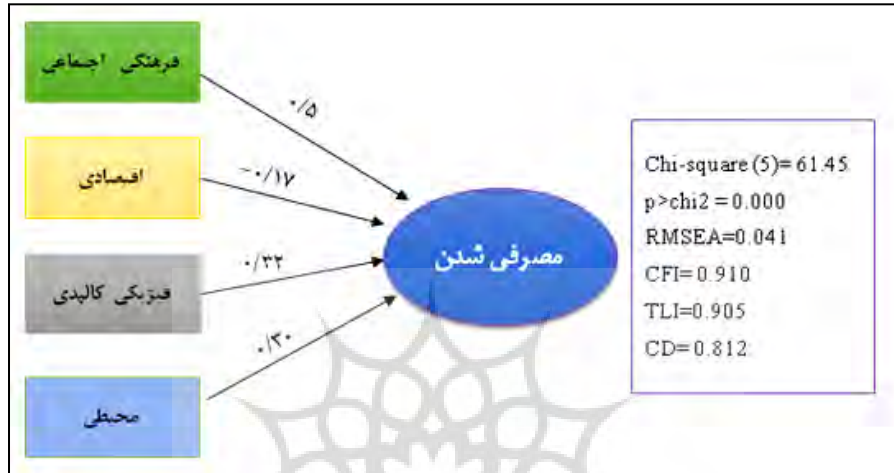 فرهنگی اجتماعی
۰/۵
اقتصادی
-۰/۱۷
فیزیکی کالبدی
۰/۳۲
محیطی
۰/۳۰
مصرفی شدن
Chi-square (5)= 61.45
p>chi2 = 0.000
RMSEA=0.041
CFI= 0.910
TLI=0.905
CD= 0.812